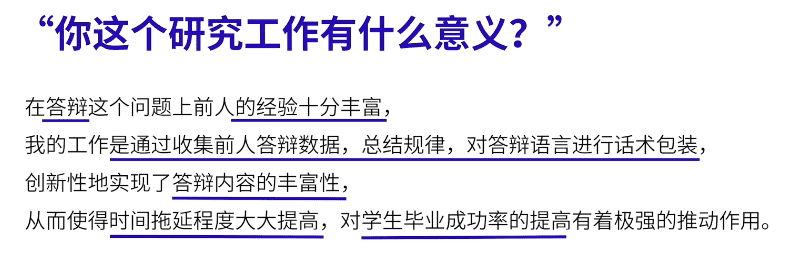 “你这个研究工作有什么意义？”
在答辩这个问题上前人的经验十分丰富，
我的工作是通过收集前人答辩数据，总结规律，对答辩语言进行话术包装，
创新性地实现了答辩内容的丰富性，
从而使得时间拖延程度大大提高，对学生毕业成功率的提高有着极强的推动作用。